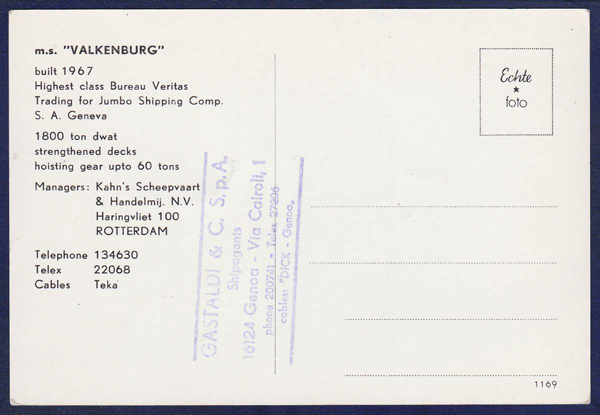 m.s. "VALKENBURG"
built 1967
Highest class Bureau Veritas
Trading for Jumbo Shipping Comp.
S. A. Geneva
1800 ton dwat
strengthened decks
hoisting gear upto 60 tons
Managers: Kahn's Scheepvaart
& Handelmij. N.V.
Haringvliet 100
ROTTERDAM
Telephone 134630
Telex 22068
Cables Teka
GASTALDI & C. S.p.A.
Shipagents
16124 Genoa - Via Cairoli, 1
phone 200741 - Telex 27206
cables: "DICK - Genoa"
Echte
★
foto
1169